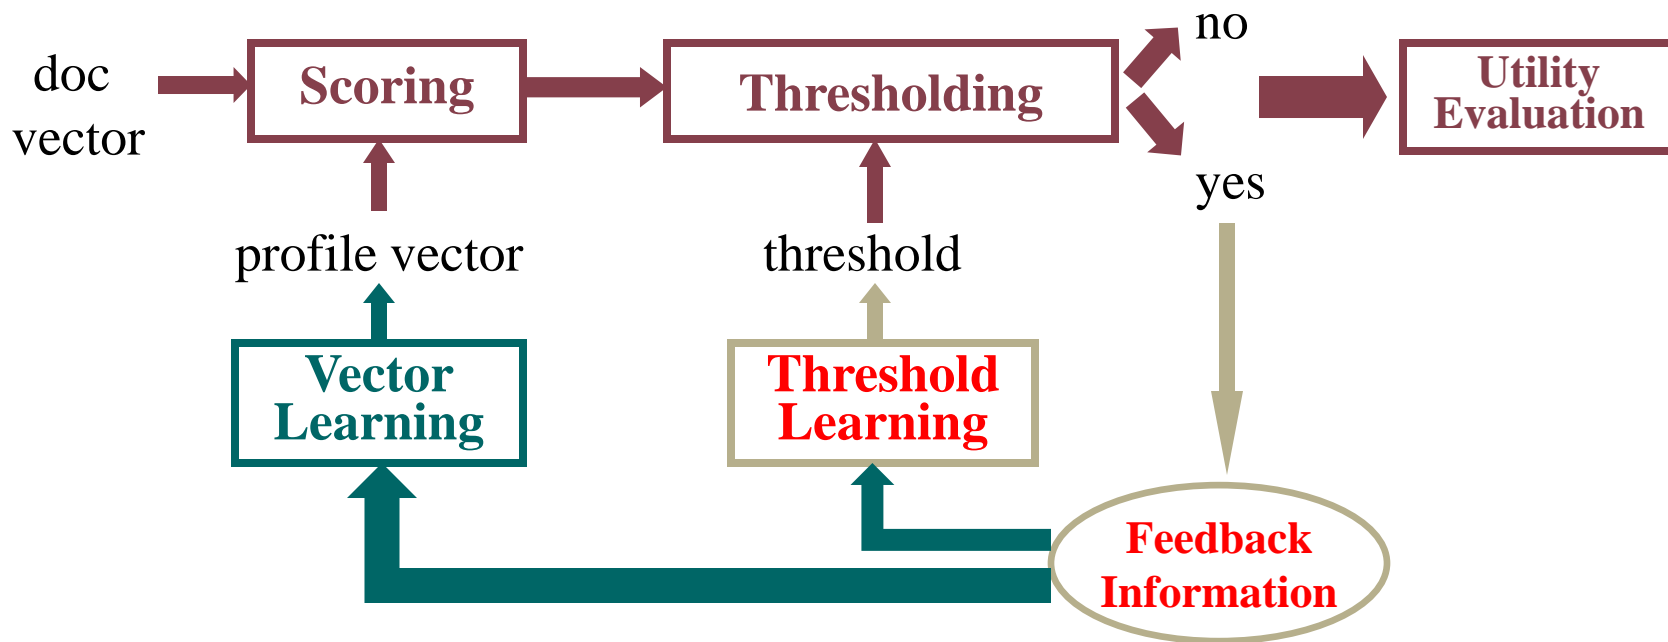 no
doc
vector
Scoring
Thresholding
Utility
Evaluation
yes
profile vector
threshold
Vector
Learning
Threshold
Learning
Feedback
Information